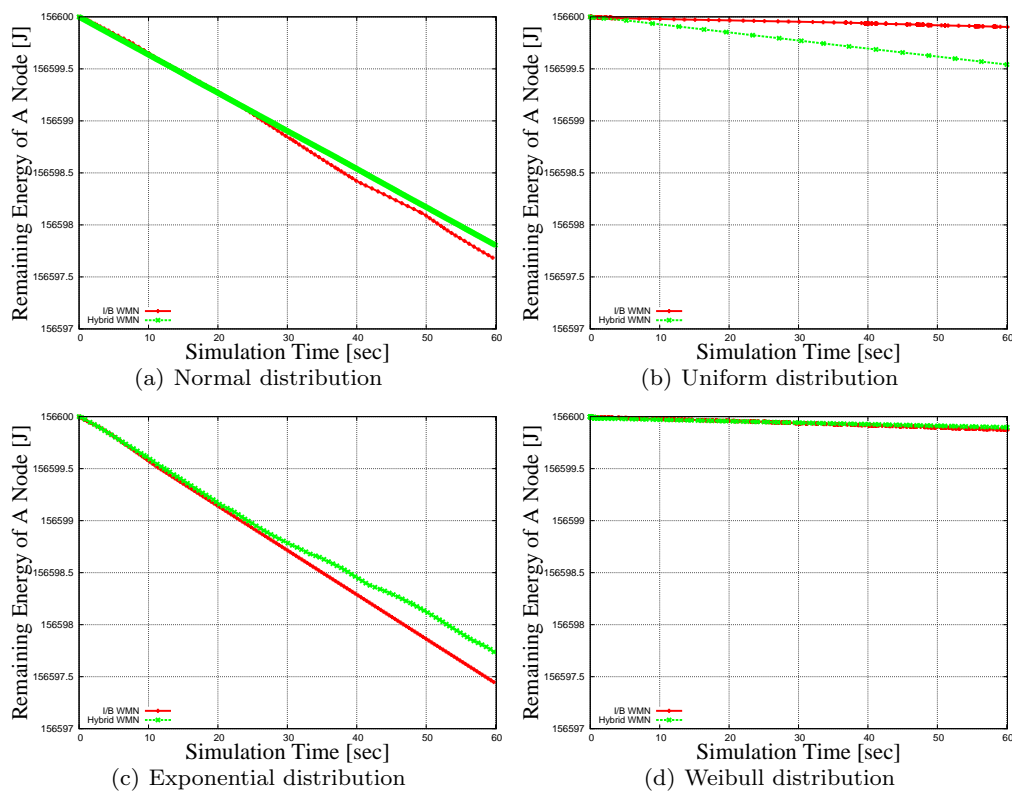 Remaining Energy of A Node [J]
156600
156599.5
156599
156598.5
156598
156597.5
156597
I/B WMN
Hybrid WMN
0 10 20 30 40 50 60
Simulation Time [sec]
(a) Normal distribution
Remaining Energy of A Node [J]
156600
156599.5
156599
156598.5
156598
156597.5
156597
I/B WMN
Hybrid WMN
0 10 20 30 40 50 60
Simulation Time [sec]
(b) Uniform distribution
Remaining Energy of A Node [J]
156600
156599.5
156599
156598.5
156598
156597.5
156597
I/B WMN
Hybrid WMN
0 10 20 30 40 50 60
Simulation Time [sec]
(c) Exponential distribution
Remaining Energy of A Node [J]
156600
156599.5
156599
156598.5
156598
156597.5
156597
I/B WMN
Hybrid WMN
0 10 20 30 40 50 60
Simulation Time [sec]
(d) Weibull distribution